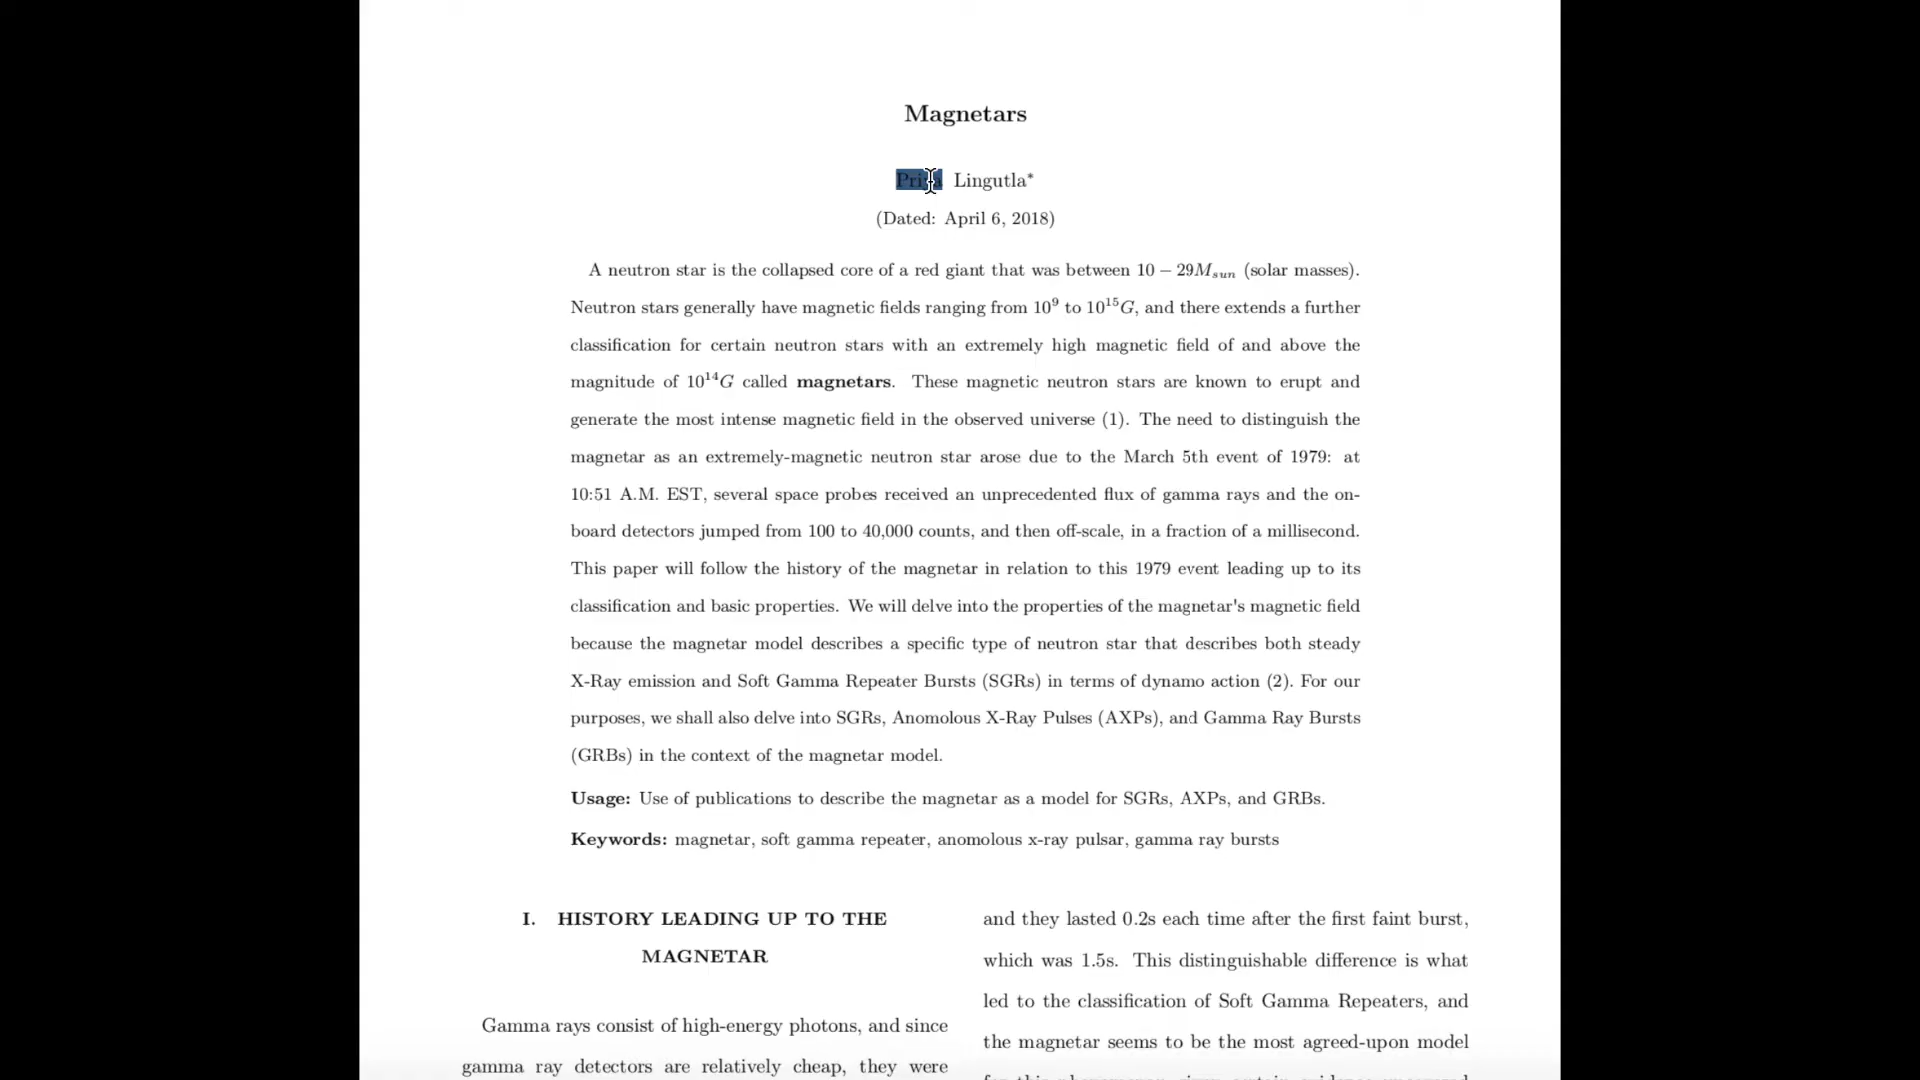 Magnetars
Priya Lingutla*
(Dated: April 6, 2018)
A neutron star is the collapsed core of a red giant that was between 10 − 29M_sun (solar masses).
Neutron stars generally have magnetic fields ranging from 10^9 to 10^15 G, and there extends a further
classification for certain neutron stars with an extremely high magnetic field of and above the
magnitude of 10^14 G called magnetars. These magnetic neutron stars are known to erupt and
generate the most intense magnetic field in the observed universe (1). The need to distinguish the
magnetar as an extremely-magnetic neutron star arose due to the March 5th event of 1979: at
10:51 A.M. EST, several space probes received an unprecedented flux of gamma rays and the on-
board detectors jumped from 100 to 40,000 counts, and then off-scale, in a fraction of a millisecond.
This paper will follow the history of the magnetar in relation to this 1979 event leading up to its
classification and basic properties. We will delve into the properties of the magnetar's magnetic field
because the magnetar model describes a specific type of neutron star that describes both steady
X-Ray emission and Soft Gamma Repeater Bursts (SGRs) in terms of dynamo action (2). For our
purposes, we shall also delve into SGRs, Anomolous X-Ray Pulses (AXPs), and Gamma Ray Bursts
(GRBs) in the context of the magnetar model.
Usage: Use of publications to describe the magnetar as a model for SGRs, AXPs, and GRBs.
Keywords: magnetar, soft gamma repeater, anomolous x-ray pulsar, gamma ray bursts
I. HISTORY LEADING UP TO THE
MAGNETAR
Gamma rays consist of high-energy photons, and since
gamma ray detectors are relatively cheap, they were
and they lasted 0.2s each time after the first faint burst,
which was 1.5s. This distinguishable difference is what
led to the classification of Soft Gamma Repeaters, and
the magnetar seems to be the most agreed-upon model